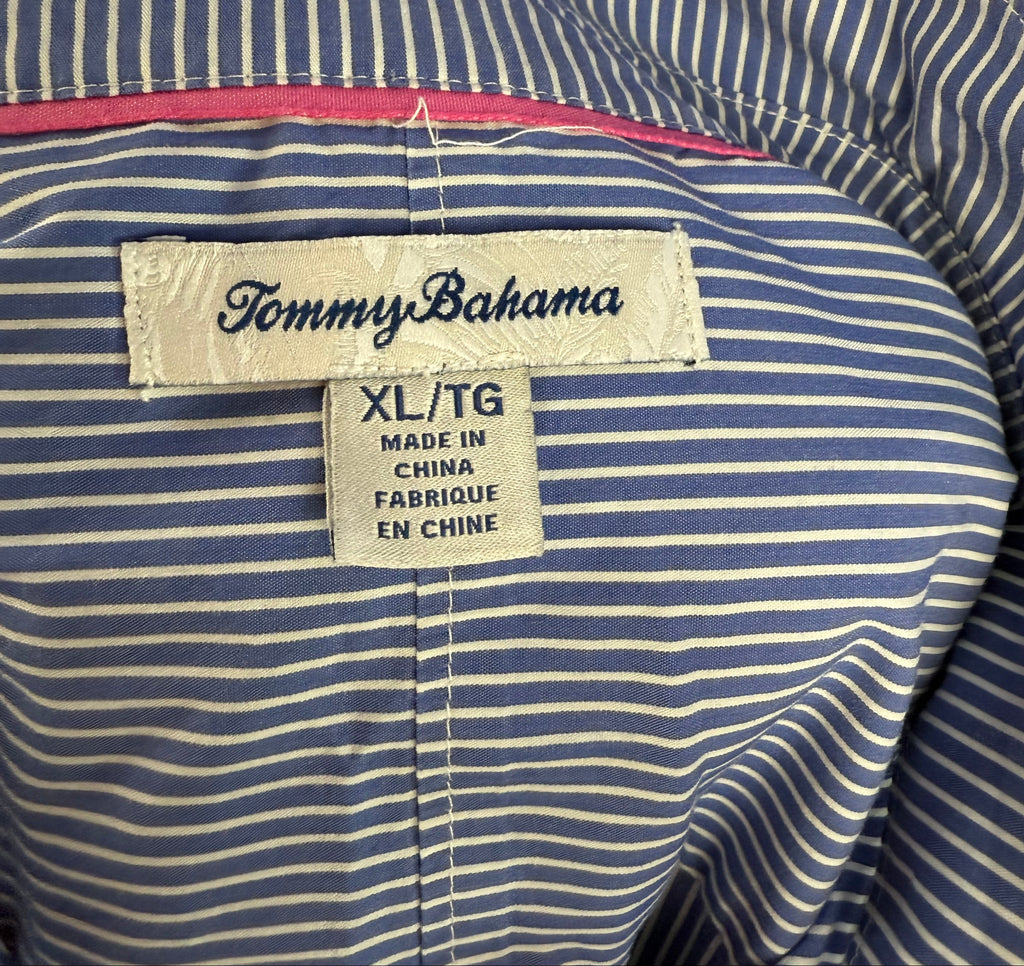 Tommy Bahama
XL/TG
MADE IN
CHINA
FABRIQUE
EN CHINE